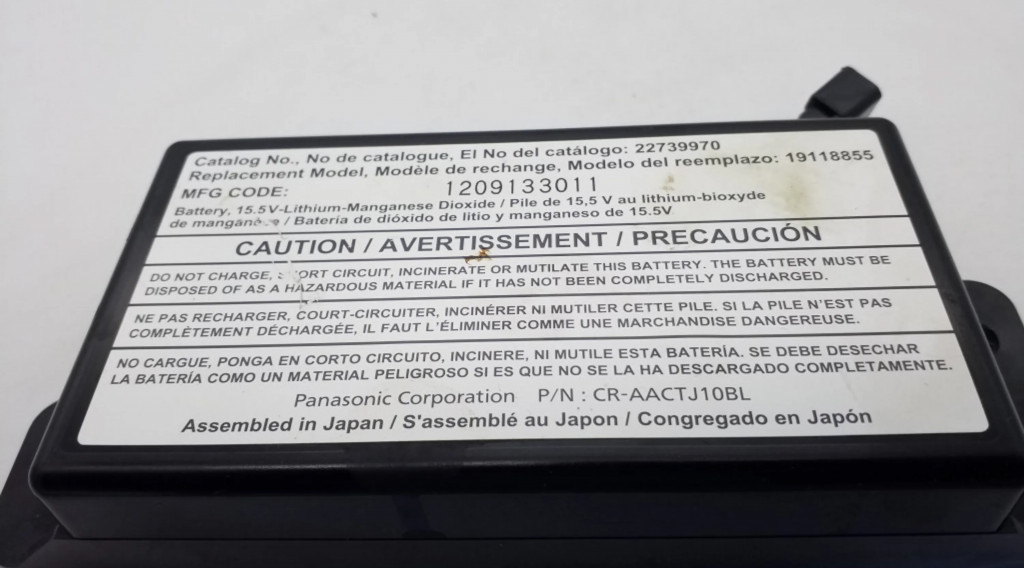 Catalog No., No de catalogue, El No del catálogo: 22739970
Replacement Model, Modèle de rechange, Modelo del reemplazo: 19118855
MFG CODE: 1209133011
Battery, 15.5V-Lithium-Manganese Dioxide / Pile de 15,5 V au lithium-bioxyde
de / Bateria de dióxido de litio y manganeso de 15.5V
CAUTION / AVERTISSEMENT / PRECAUCIÓN
DO NOT CHARGE, CIRCUIT, INCINERATE OR MUTILATE THIS BATTERY. THE BATTERY MUST BE
DISPOSED OF AS A HAZARDOUS MATERIAL IF IT HAS NOT BEEN COMPLETELY DISCHARGED.
NE PAS RECHARGER, COURT-CIRCUITER, INCINÉRER NI MUTILER CETTE PILE. SI LA PILE N'EST PAS
COMPLÈTEMENT DÉCHARGÉE, IL FAUT L'ÉLIMINER COMME UNE MARCHANDISE DANGEREUSE.
NO CARGUE, PONGA EN CORTO CIRCUITO, INCINERE, NI MUTILE ESTA BATERÍA. SE DEBE DESECHAR
LA BATERÍA COMO UN MATERIAL PELIGROSO SI ES QUE NO SE LA HA DESCARGADO COMPLETAMENTE.
Panasonic Corporation P/N : CR-AACTJ10BL
Assembled in Japan / S'assemblé au Japon / Congregado en Japón